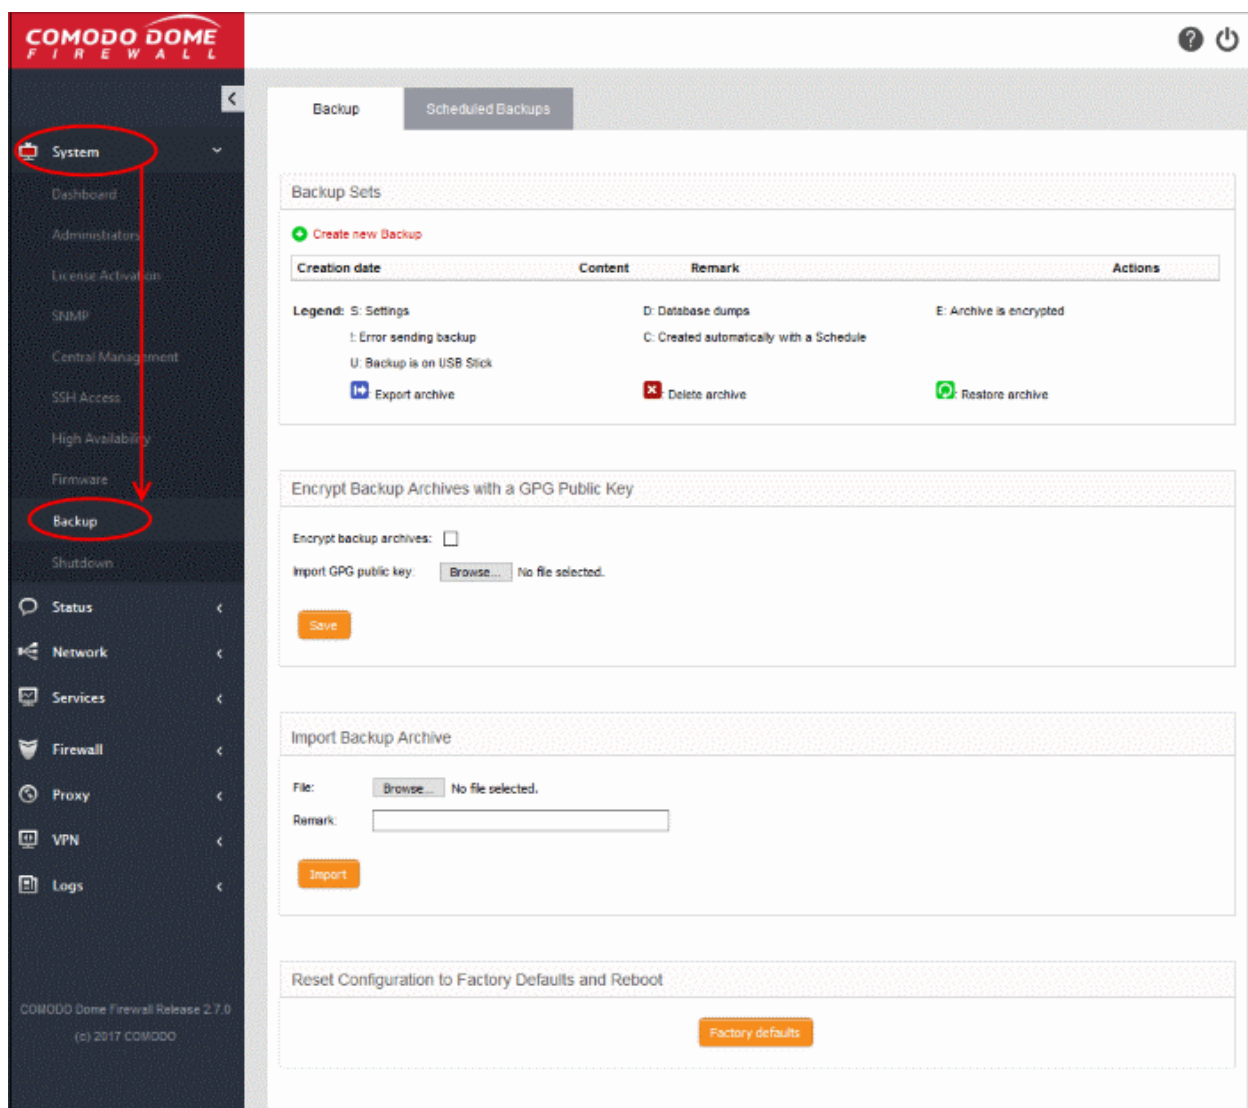 COMODO DOME
FIREWALL
Backup
Scheduled Backups
System
Dashboard
Administrators
License Activation
SNMP
Central Management
SSH Access
High Availability
Firmware
Backup
Shutdown
Status
Network
Services
Firewall
Proxy
VPN
Logs
COMODO Dome Firewall Release 2.7.0
(c) 2017 COMODO
Backup Sets
Create new Backup
Creation date Content Remark Actions
Legend: S: Settings D: Database dumps E: Archive is encrypted
!: Error sending backup C: Created automatically with a Schedule
U: Backup is on USB Stick
: Export archive : Delete archive : Restore archive
Encrypt Backup Archives with a GPG Public Key
Encrypt backup archives:
Import GPG public key: Browse... No file selected.
Save
Import Backup Archive
File: Browse... No file selected.
Remark:
Import
Reset Configuration to Factory Defaults and Reboot
Factory defaults